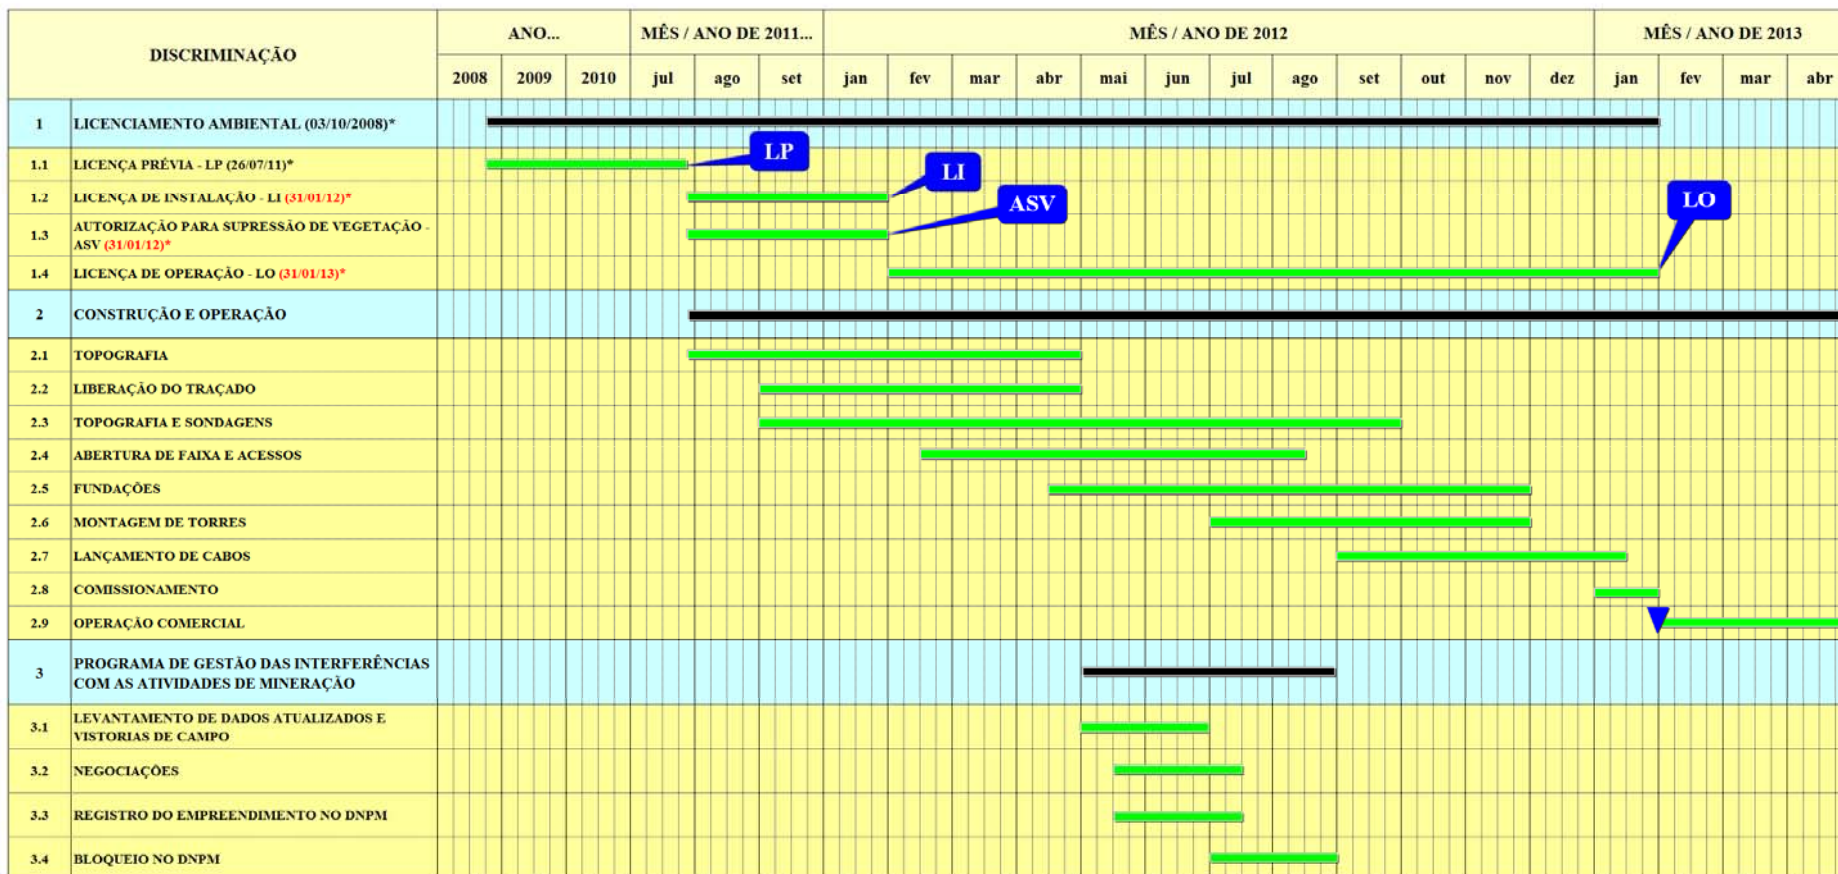 DISCRIMINAÇÃO
ANO...
MÊS / ANO DE 2011...
MÊS / ANO DE 2012
MÊS / ANO DE 2013
2008 2009 2010 jul ago set jan fev mar abr mai jun jul ago set out nov dez jan fev mar abr
1 LICENCIAMENTO AMBIENTAL (03/10/2008)*
1.1 LICENÇA PRÉVIA - LP (26/07/11)*
LP
1.2 LICENÇA DE INSTALAÇÃO - LI (31/01/12)*
LI
1.3 AUTORIZAÇÃO PARA SUPRESSÃO DE VEGETAÇÃO -
ASV (31/01/12)*
ASV
1.4 LICENÇA DE OPERAÇÃO - LO (31/01/13)*
LO
2 CONSTRUÇÃO E OPERAÇÃO
2.1 TOPOGRAFIA
2.2 LIBERAÇÃO DO TRAÇADO
2.3 TOPOGRAFIA E SONDAGENS
2.4 ABERTURA DE FAIXA E ACESSOS
2.5 FUNDAÇÕES
2.6 MONTAGEM DE TORRES
2.7 LANÇAMENTO DE CABOS
2.8 COMISSIONAMENTO
2.9 OPERAÇÃO COMERCIAL
3 PROGRAMA DE GESTÃO DAS INTERFERÊNCIAS
COM AS ATIVIDADES DE MINERAÇÃO
3.1 LEVANTAMENTO DE DADOS ATUALIZADOS E
VISTORIAS DE CAMPO
3.2 NEGOCIAÇÕES
3.3 REGISTRO DO EMPREENDIMENTO NO DNPM
3.4 BLOQUEIO NO DNPM